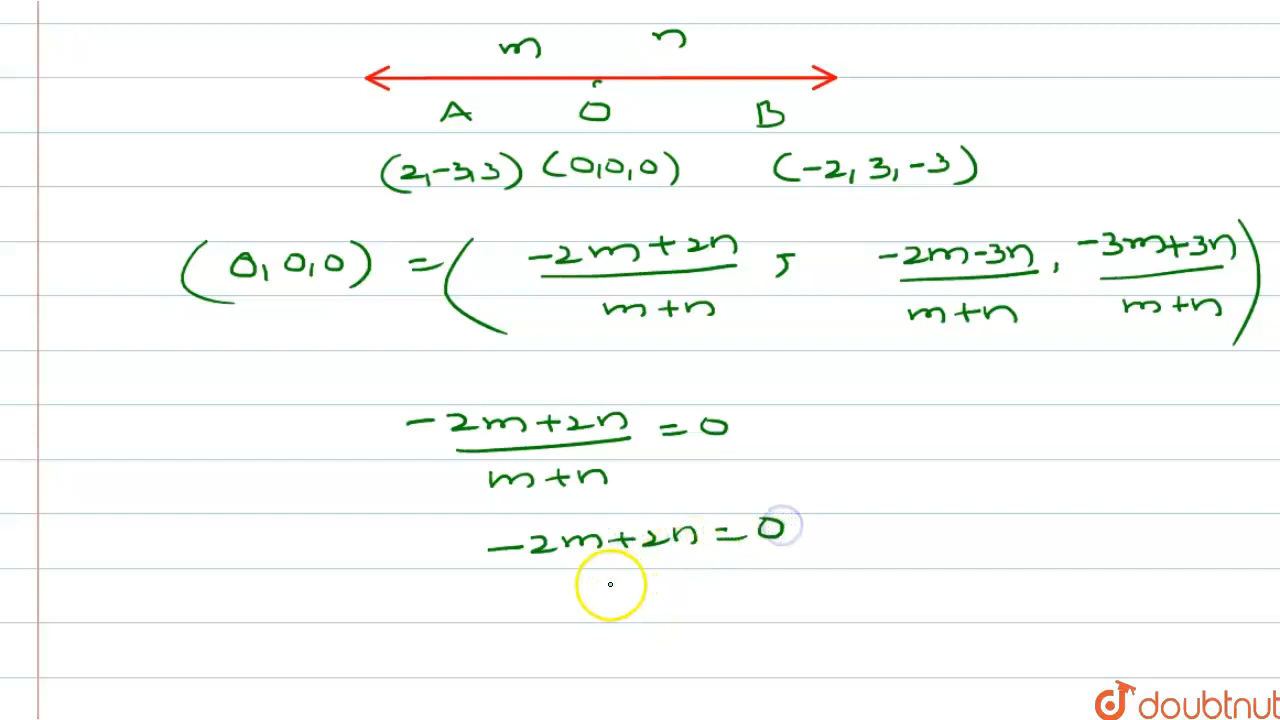 m n
A O B
(2,-3,3) (0,0,0) (-2, 3, -3)
(0, 0, 0) = ( -2m+2n / m+n , -2m-3n / m+n , -3m+3n / m+n )
-2m+2n / m+n = 0
-2m+2n = 0
doubtnut